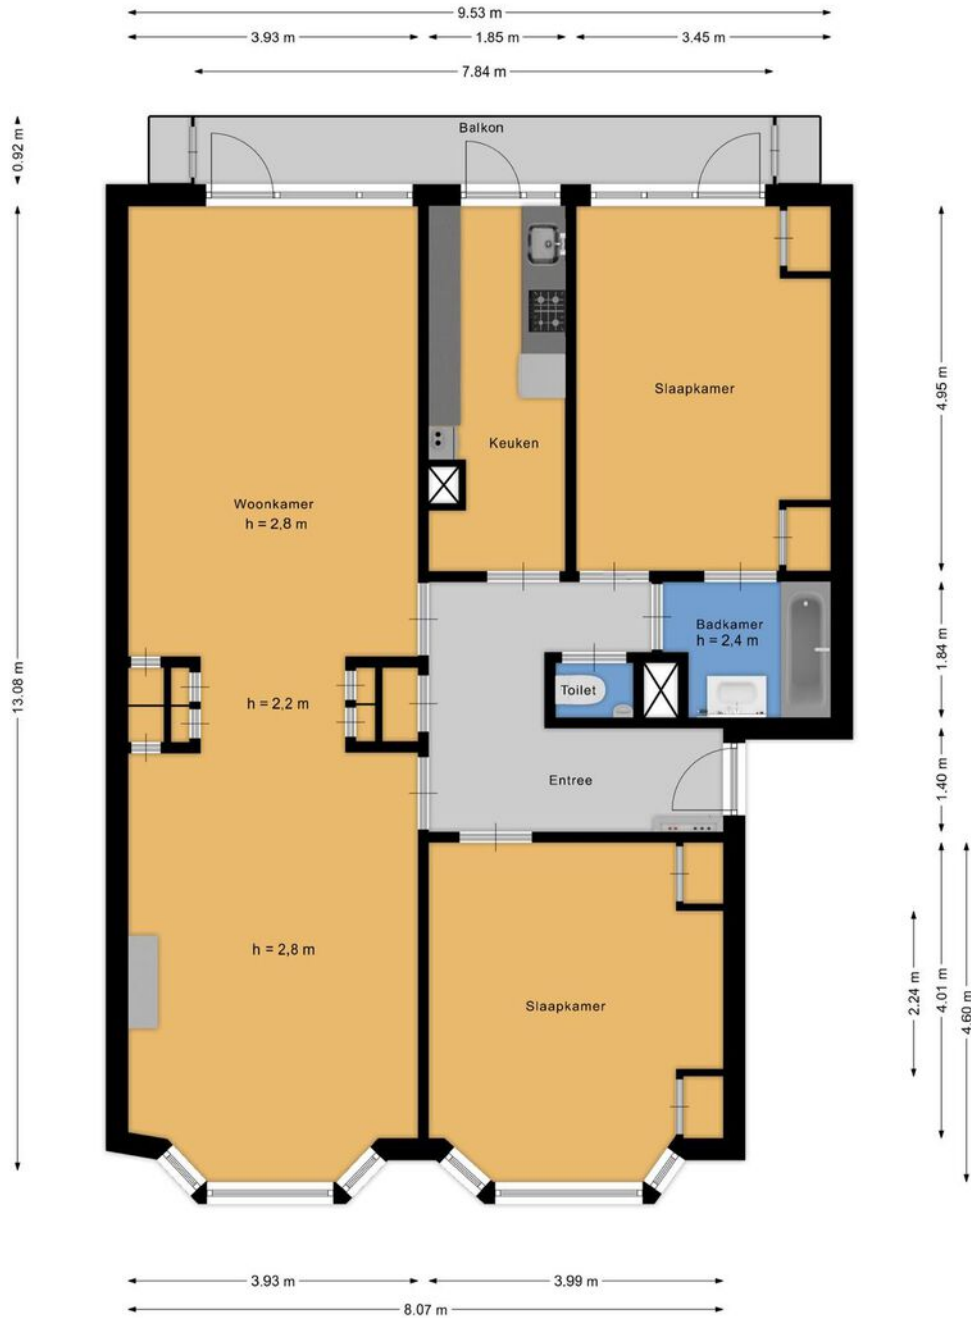 9.53 m
3.93 m
1.85 m
3.45 m
7.84 m
0.92 m
Balkon
13.08 m
4.95 m
Slaapkamer
Keuken
Woonkamer
h = 2,8 m
Badkamer
h = 2,4 m
1.84 m
Toilet
h = 2,2 m
Entree
1.40 m
h = 2,8 m
Slaapkamer
2.24 m
4.01 m
4.60 m
3.93 m
3.99 m
8.07 m